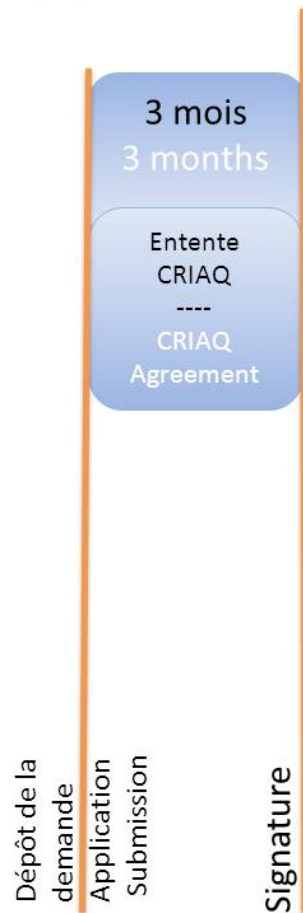 3 mois
3 months
Entente
CRIAQ
----
CRIAQ
Agreement
Dépôt de la
demande
Application
Submission
Signature